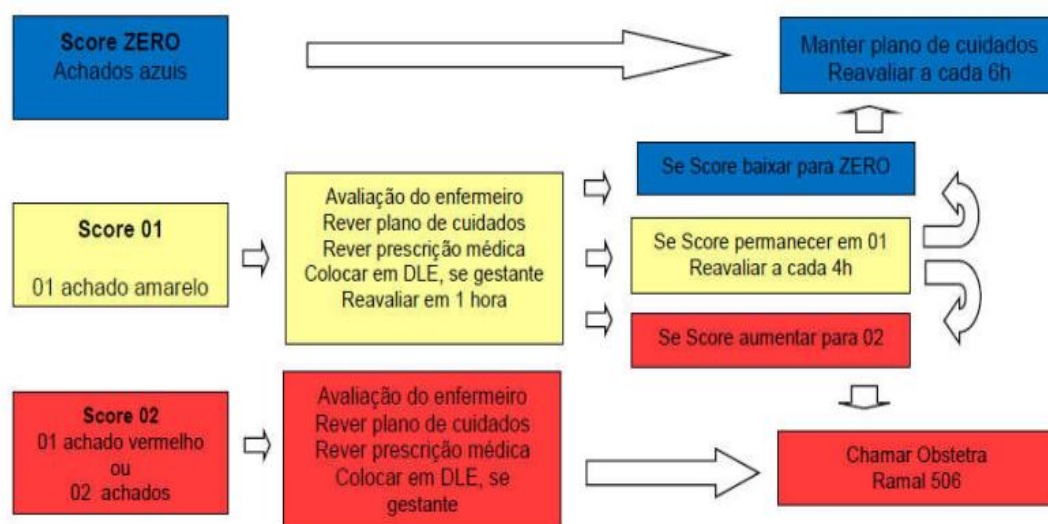 Score ZERO
Achados azuis
Manter plano de cuidados
Reavaliar a cada 6h
Se Score baixar para ZERO
Score 01
01 achado amarelo
Avaliação do enfermeiro
Rever plano de cuidados
Rever prescrição médica
Colocar em DLE, se gestante
Reavaliar em 1 hora
Se Score permanecer em 01
Reavaliar a cada 4h
Se Score aumentar para 02
Score 02
01 achado vermelho
ou
02 achados
Avaliação do enfermeiro
Rever plano de cuidados
Rever prescrição médica
Colocar em DLE, se
gestante
Chamar Obstetra
Ramal 506